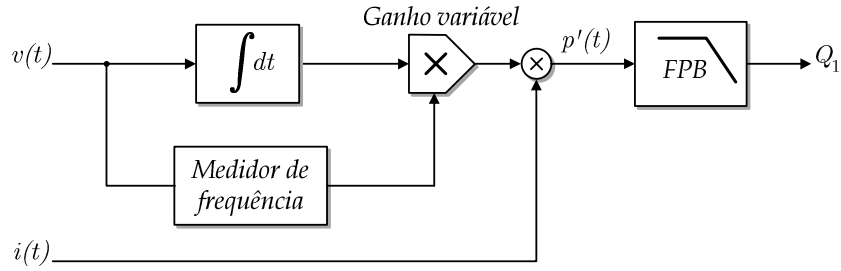 Ganho variável
v(t)
∫dt
×
×
p'(t)
FPB
Q₁
Medidor de
frequência
i(t)